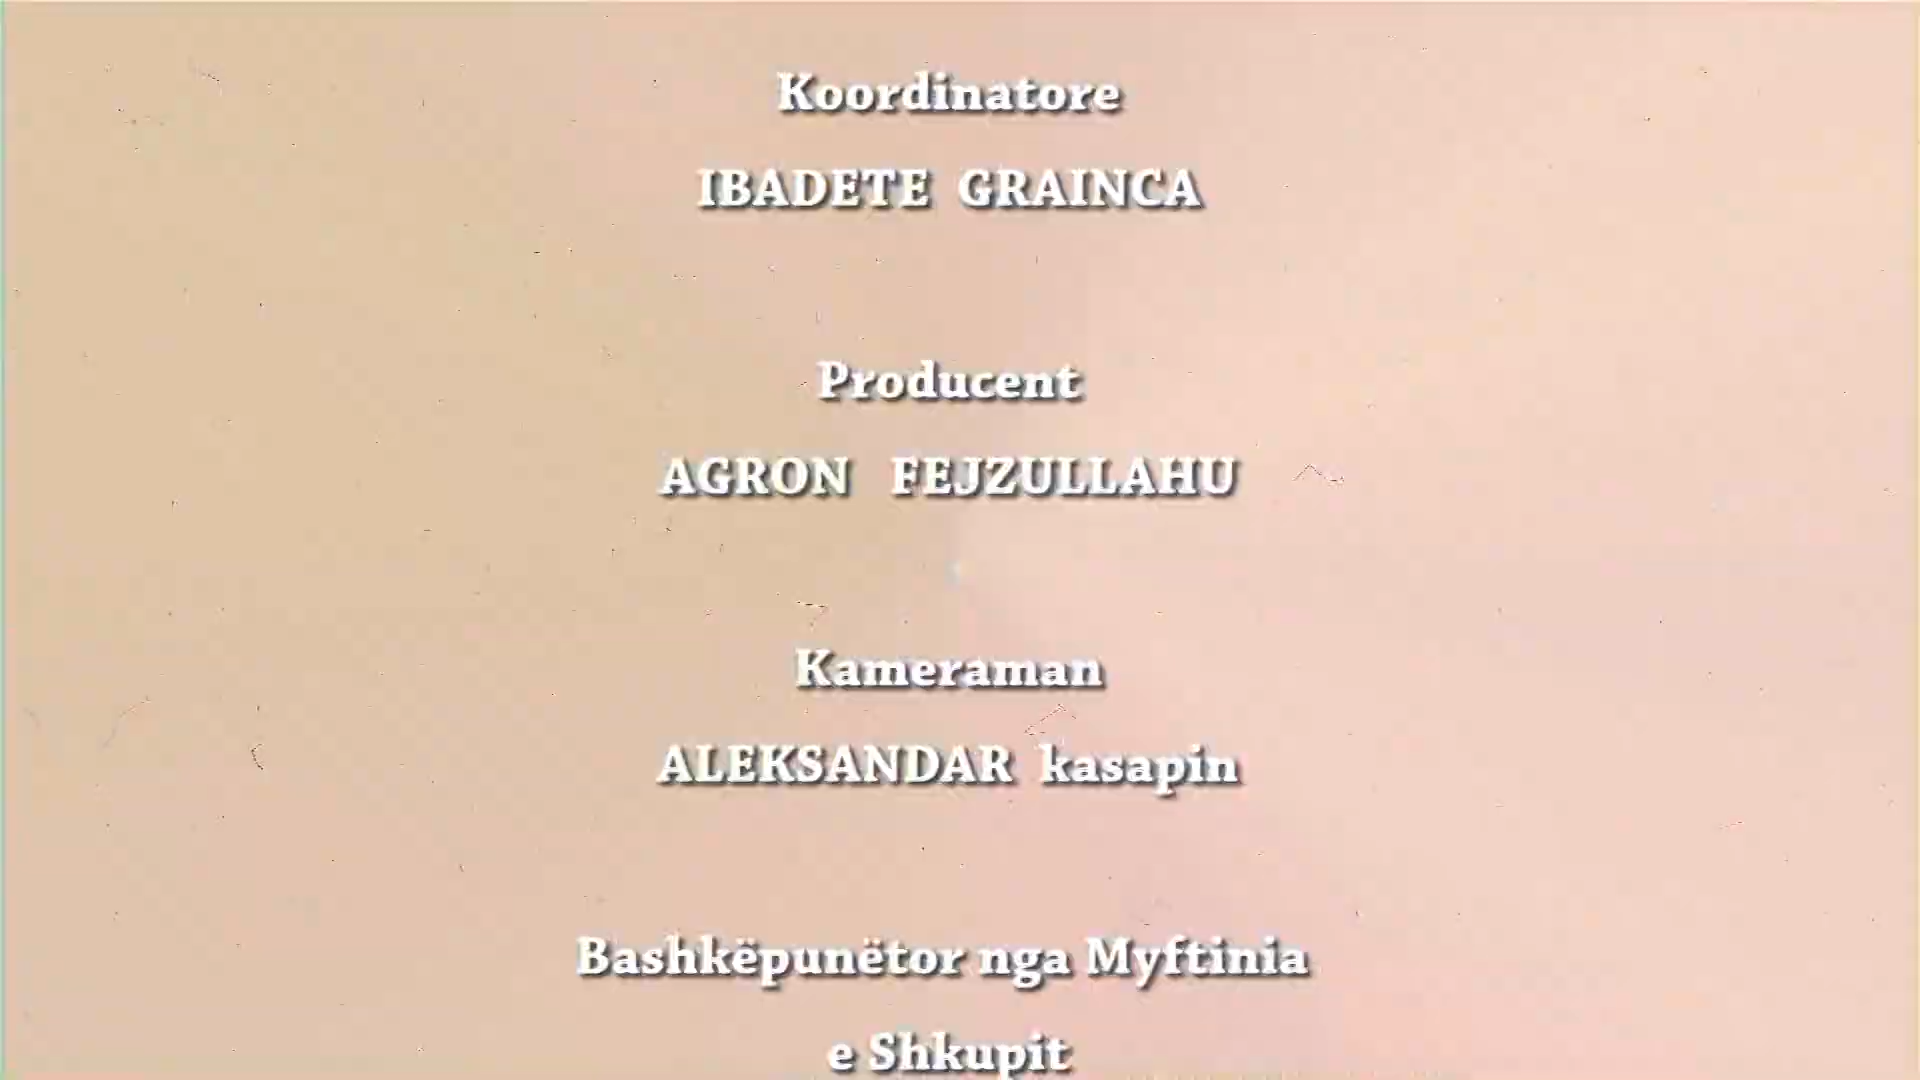 Koordinatore
IBADETE GRAINCA
Producent
AGRON FEJZULLAHU
Kameraman
ALEKSANDAR kasapin
Bashkëpunëtor nga Myftinia
e Shkupit